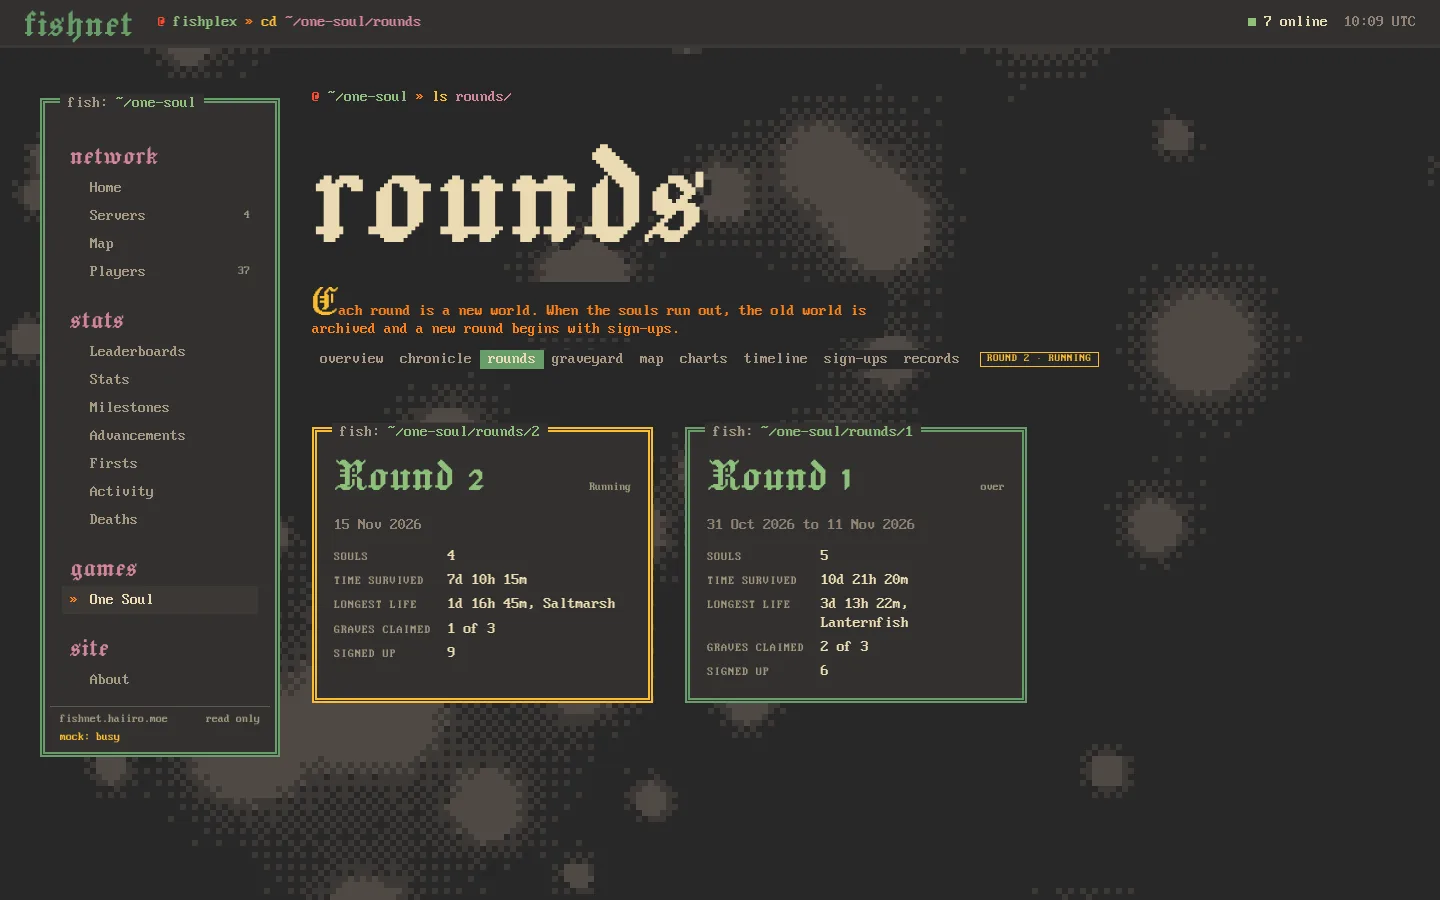 fishnet
@ fishplex » cd ~/one-soul/rounds
7 online 10:09 UTC
fish: ~/one-soul
network
Home
Servers 4
Map
Players 37
stats
Leaderboards
Stats
Milestones
Advancements
Firsts
Activity
Deaths
games
» One Soul
site
About
fishnet.haiiro.moe read only
mock: busy
@ ~/one-soul » ls rounds/
rounds
Each round is a new world. When the souls run out, the old world is
archived and a new round begins with sign-ups.
overview chronicle rounds graveyard map charts timeline sign-ups records ROUND 2 · RUNNING
fish: ~/one-soul/rounds/2
Round 2 Running
15 Nov 2026
SOULS 4
TIME SURVIVED 7d 10h 15m
LONGEST LIFE 1d 16h 45m, Saltmarsh
GRAVES CLAIMED 1 of 3
SIGNED UP 9
fish: ~/one-soul/rounds/1
Round 1 over
31 Oct 2026 to 11 Nov 2026
SOULS 5
TIME SURVIVED 10d 21h 20m
LONGEST LIFE 3d 13h 22m,
Lanternfish
GRAVES CLAIMED 2 of 3
SIGNED UP 6